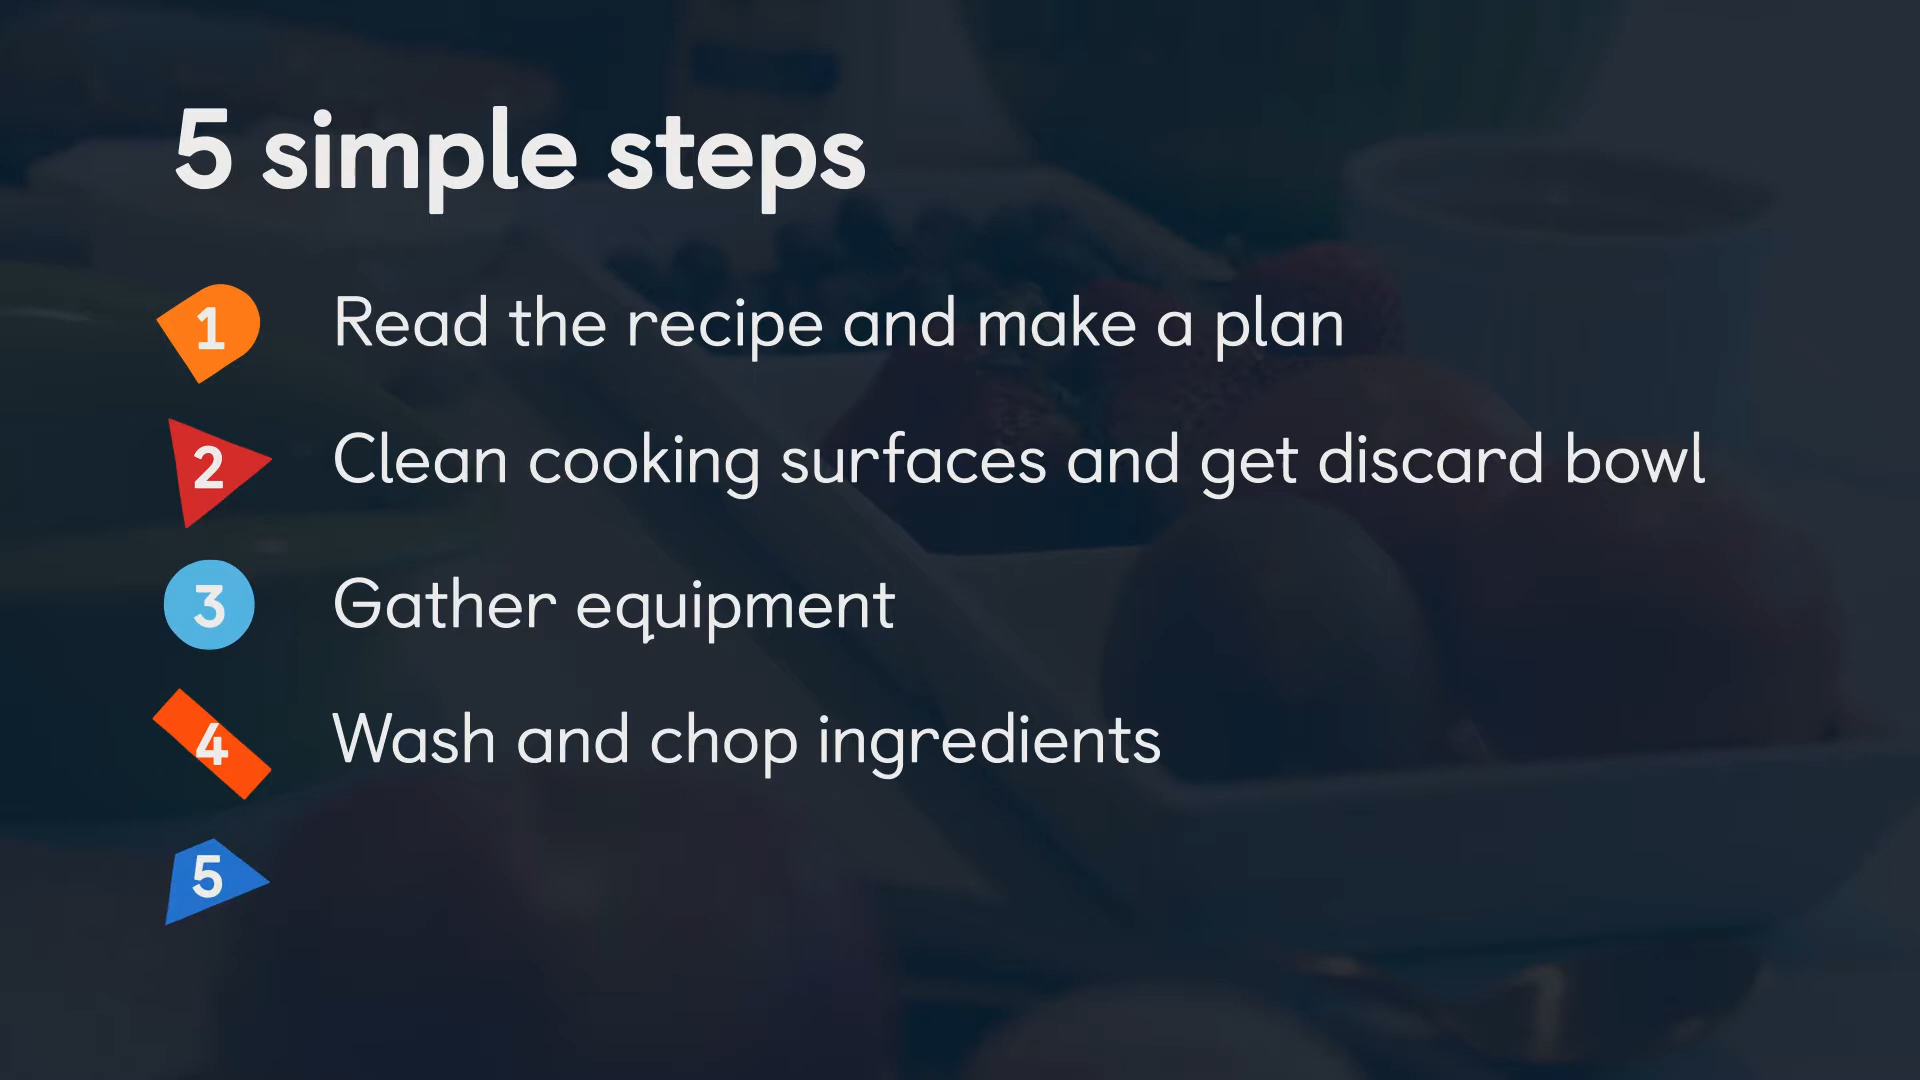 5 simple steps
1 Read the recipe and make a plan
2 Clean cooking surfaces and get discard bowl
3 Gather equipment
4 Wash and chop ingredients
5